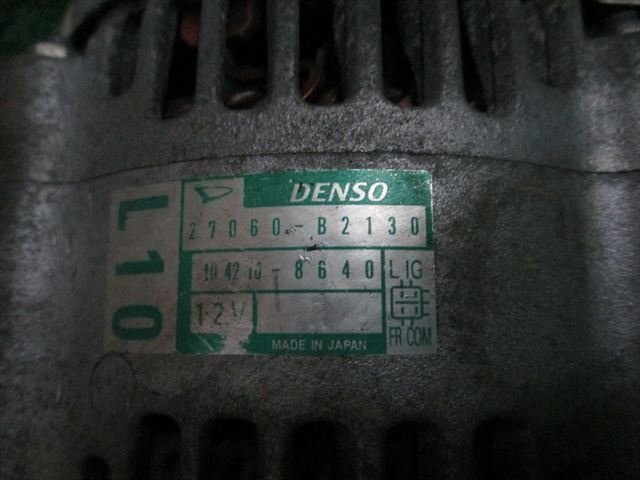 DENSO
27060-B2130
104210-8640
12V
L IG
FR COM
MADE IN JAPAN
L10